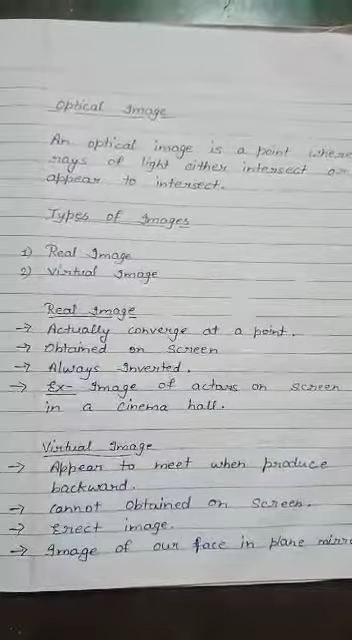 Optical Image
An optical image is a point where
rays of light either intersect or
appear to intersect.
Types of Images
1) Real Image
2) Virtual Image
Real Image
→ Actually converge at a point.
→ Obtained on Screen
→ Always Inverted.
→ Ex- Image of actors on screen
in a cinema hall.
Virtual Image
→ Appear to meet when produce
backward.
→ Cannot Obtained on Screen.
→ Erect image.
→ Image of our face in plane